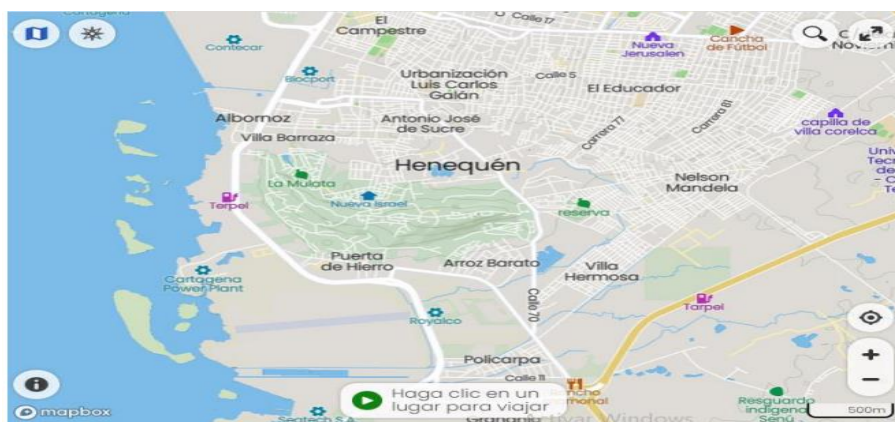 Cartagena
El
Campestre
Calle 17
Contecar
Nueva
Jerusalen
Cancha
de Fútbol
Blocport
Urbanización
Luis Carlos
Galán
Calle 5
El Educador
Albornoz
Antonio José
de Sucre
Villa Barraza
Carrera 77
Carrera 81
capilla de
villa corelca
Henequén
La Mulata
Nelson
Mandela
Terpel
Nueva israel
reserva
Puerta
de Hierro
Arroz Barato
Villa
Hermosa
Cartagena
Power Plant
Calle 70
Terpel
Royalco
Policarpa
Calle 11
Haga clic en un
lugar para viajar
Resguardo
indígena
Senú
mapbox
500m
Seatech S.A.